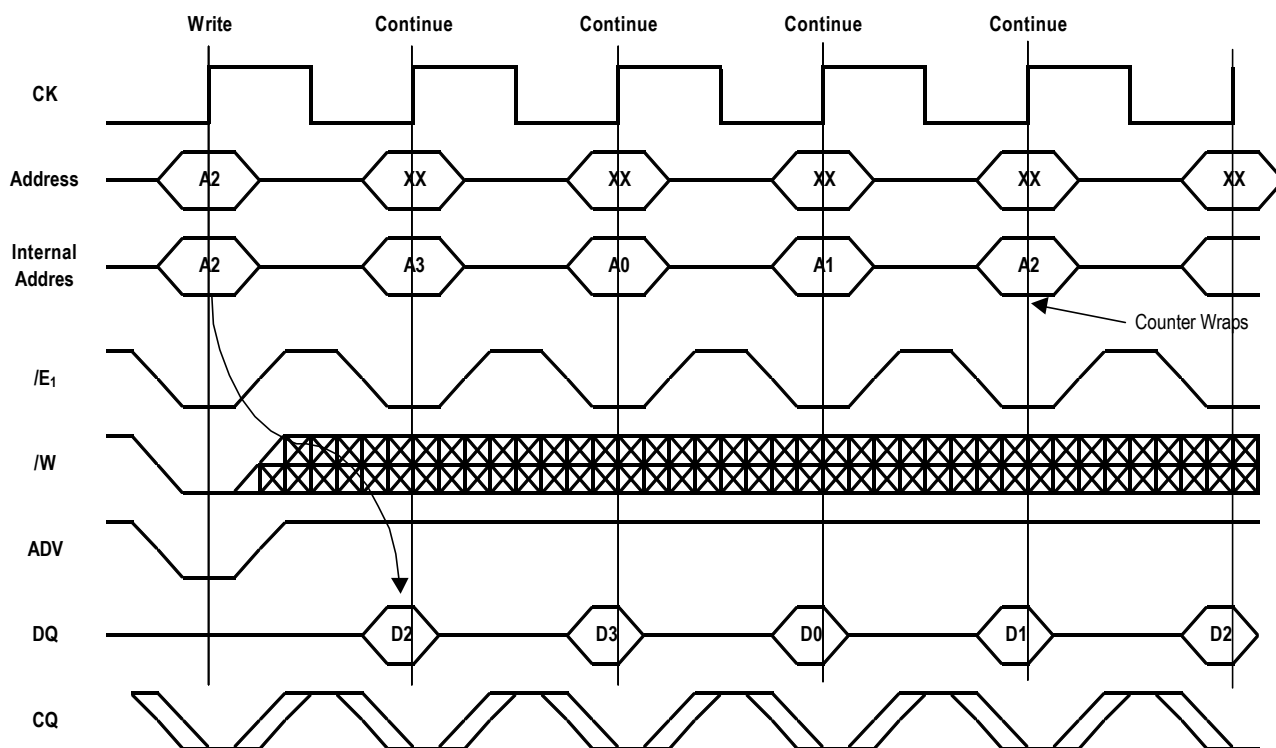 Write Continue Continue Continue Continue
CK
Address A2 XX XX XX XX XX
Internal
Addres A2 A3 A0 A1 A2
Counter Wraps
/E1
/W
ADV
DQ D2 D3 D0 D1 D2
CQ